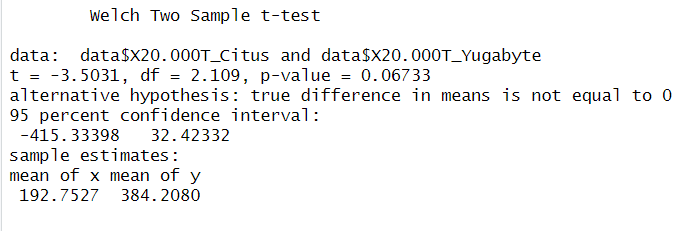 Welch Two Sample t-test
data:  data$X20.000T_Citus and data$X20.000T_Yugabyte
t = -3.5031, df = 2.109, p-value = 0.06733
alternative hypothesis: true difference in means is not equal to 0
95 percent confidence interval:
 -415.33398   32.42332
sample estimates:
mean of x mean of y
 192.7527  384.2080